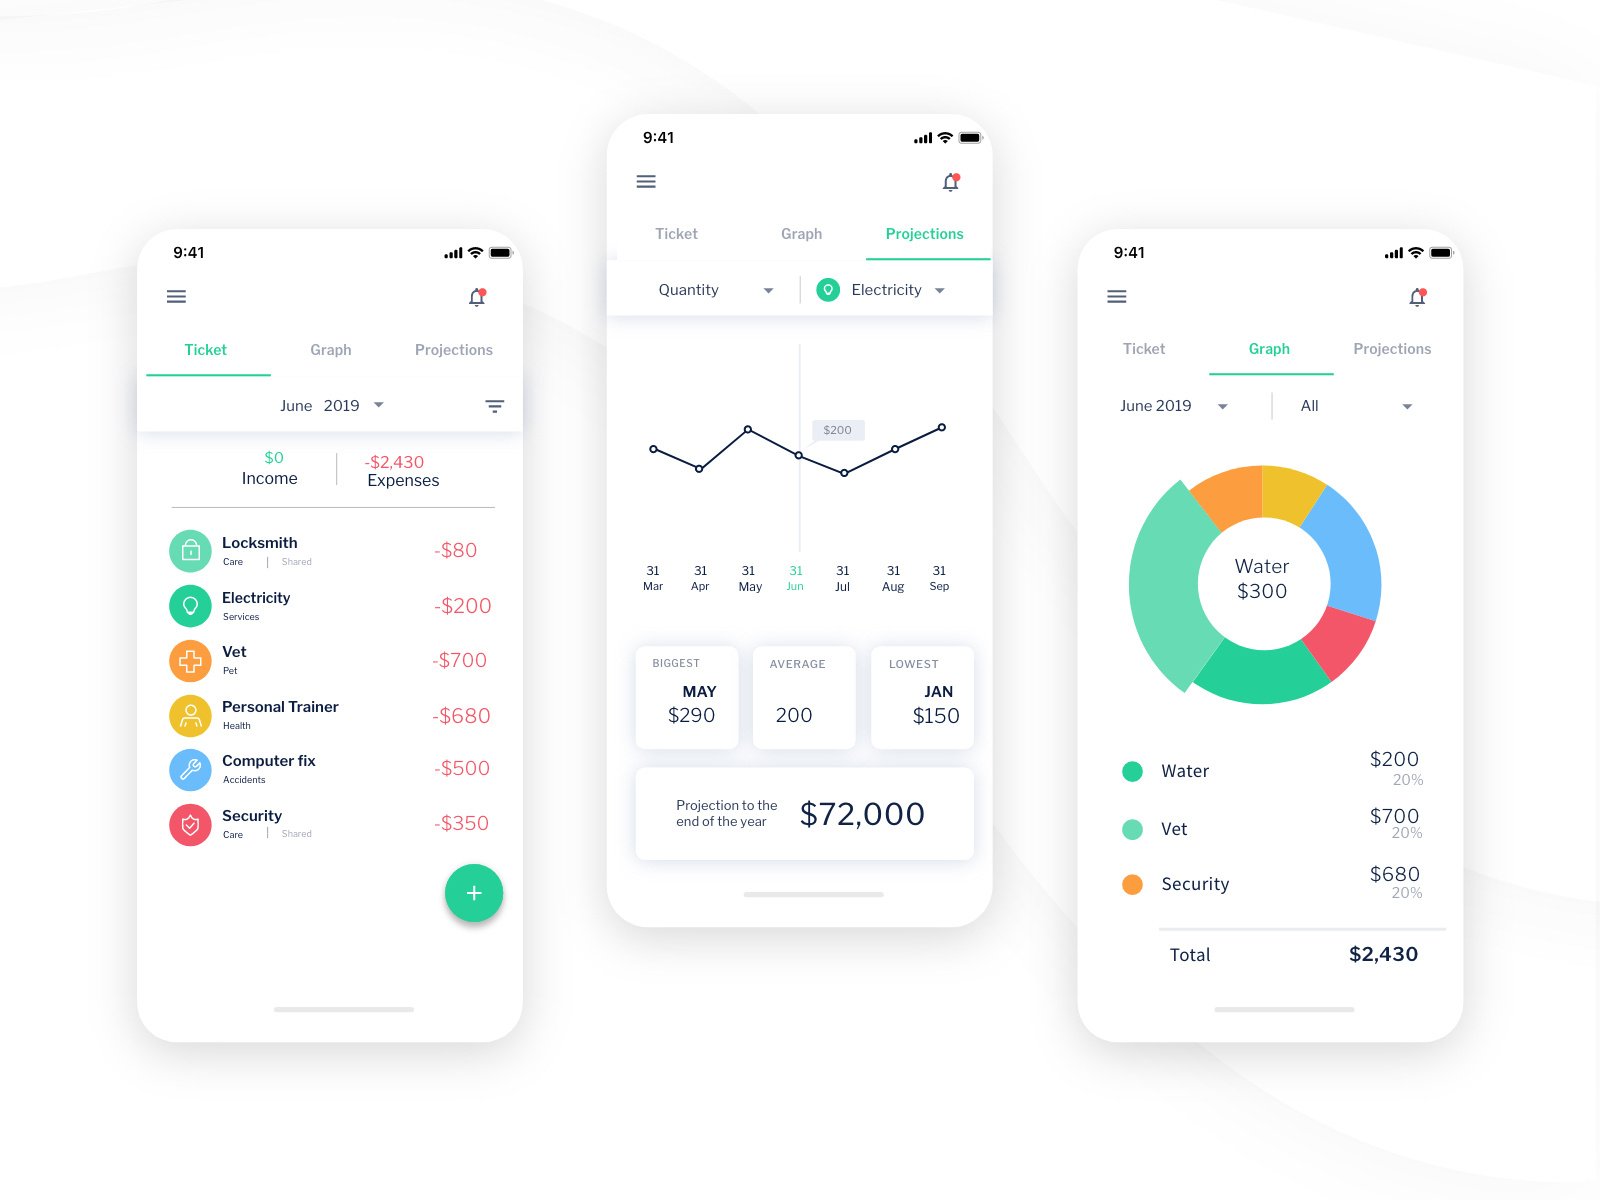 9:41
Ticket Graph Projections
June 2019
$0
Income
-$2,430
Expenses
Locksmith
Care | Shared
-$80
Electricity
Services
-$200
Vet
Pet
-$700
Personal Trainer
Health
-$680
Computer fix
Accidents
-$500
Security
Care | Shared
-$350
+
9:41
Ticket Graph Projections
Quantity Electricity
$200
31 31 31 31 31 31 31
Mar Apr May Jun Jul Aug Sep
BIGGEST
MAY
$290
AVERAGE
200
LOWEST
JAN
$150
Projection to the
end of the year
$72,000
9:41
Ticket Graph Projections
June 2019 All
Water
$300
Water $200
20%
Vet $700
20%
Security $680
20%
Total $2,430